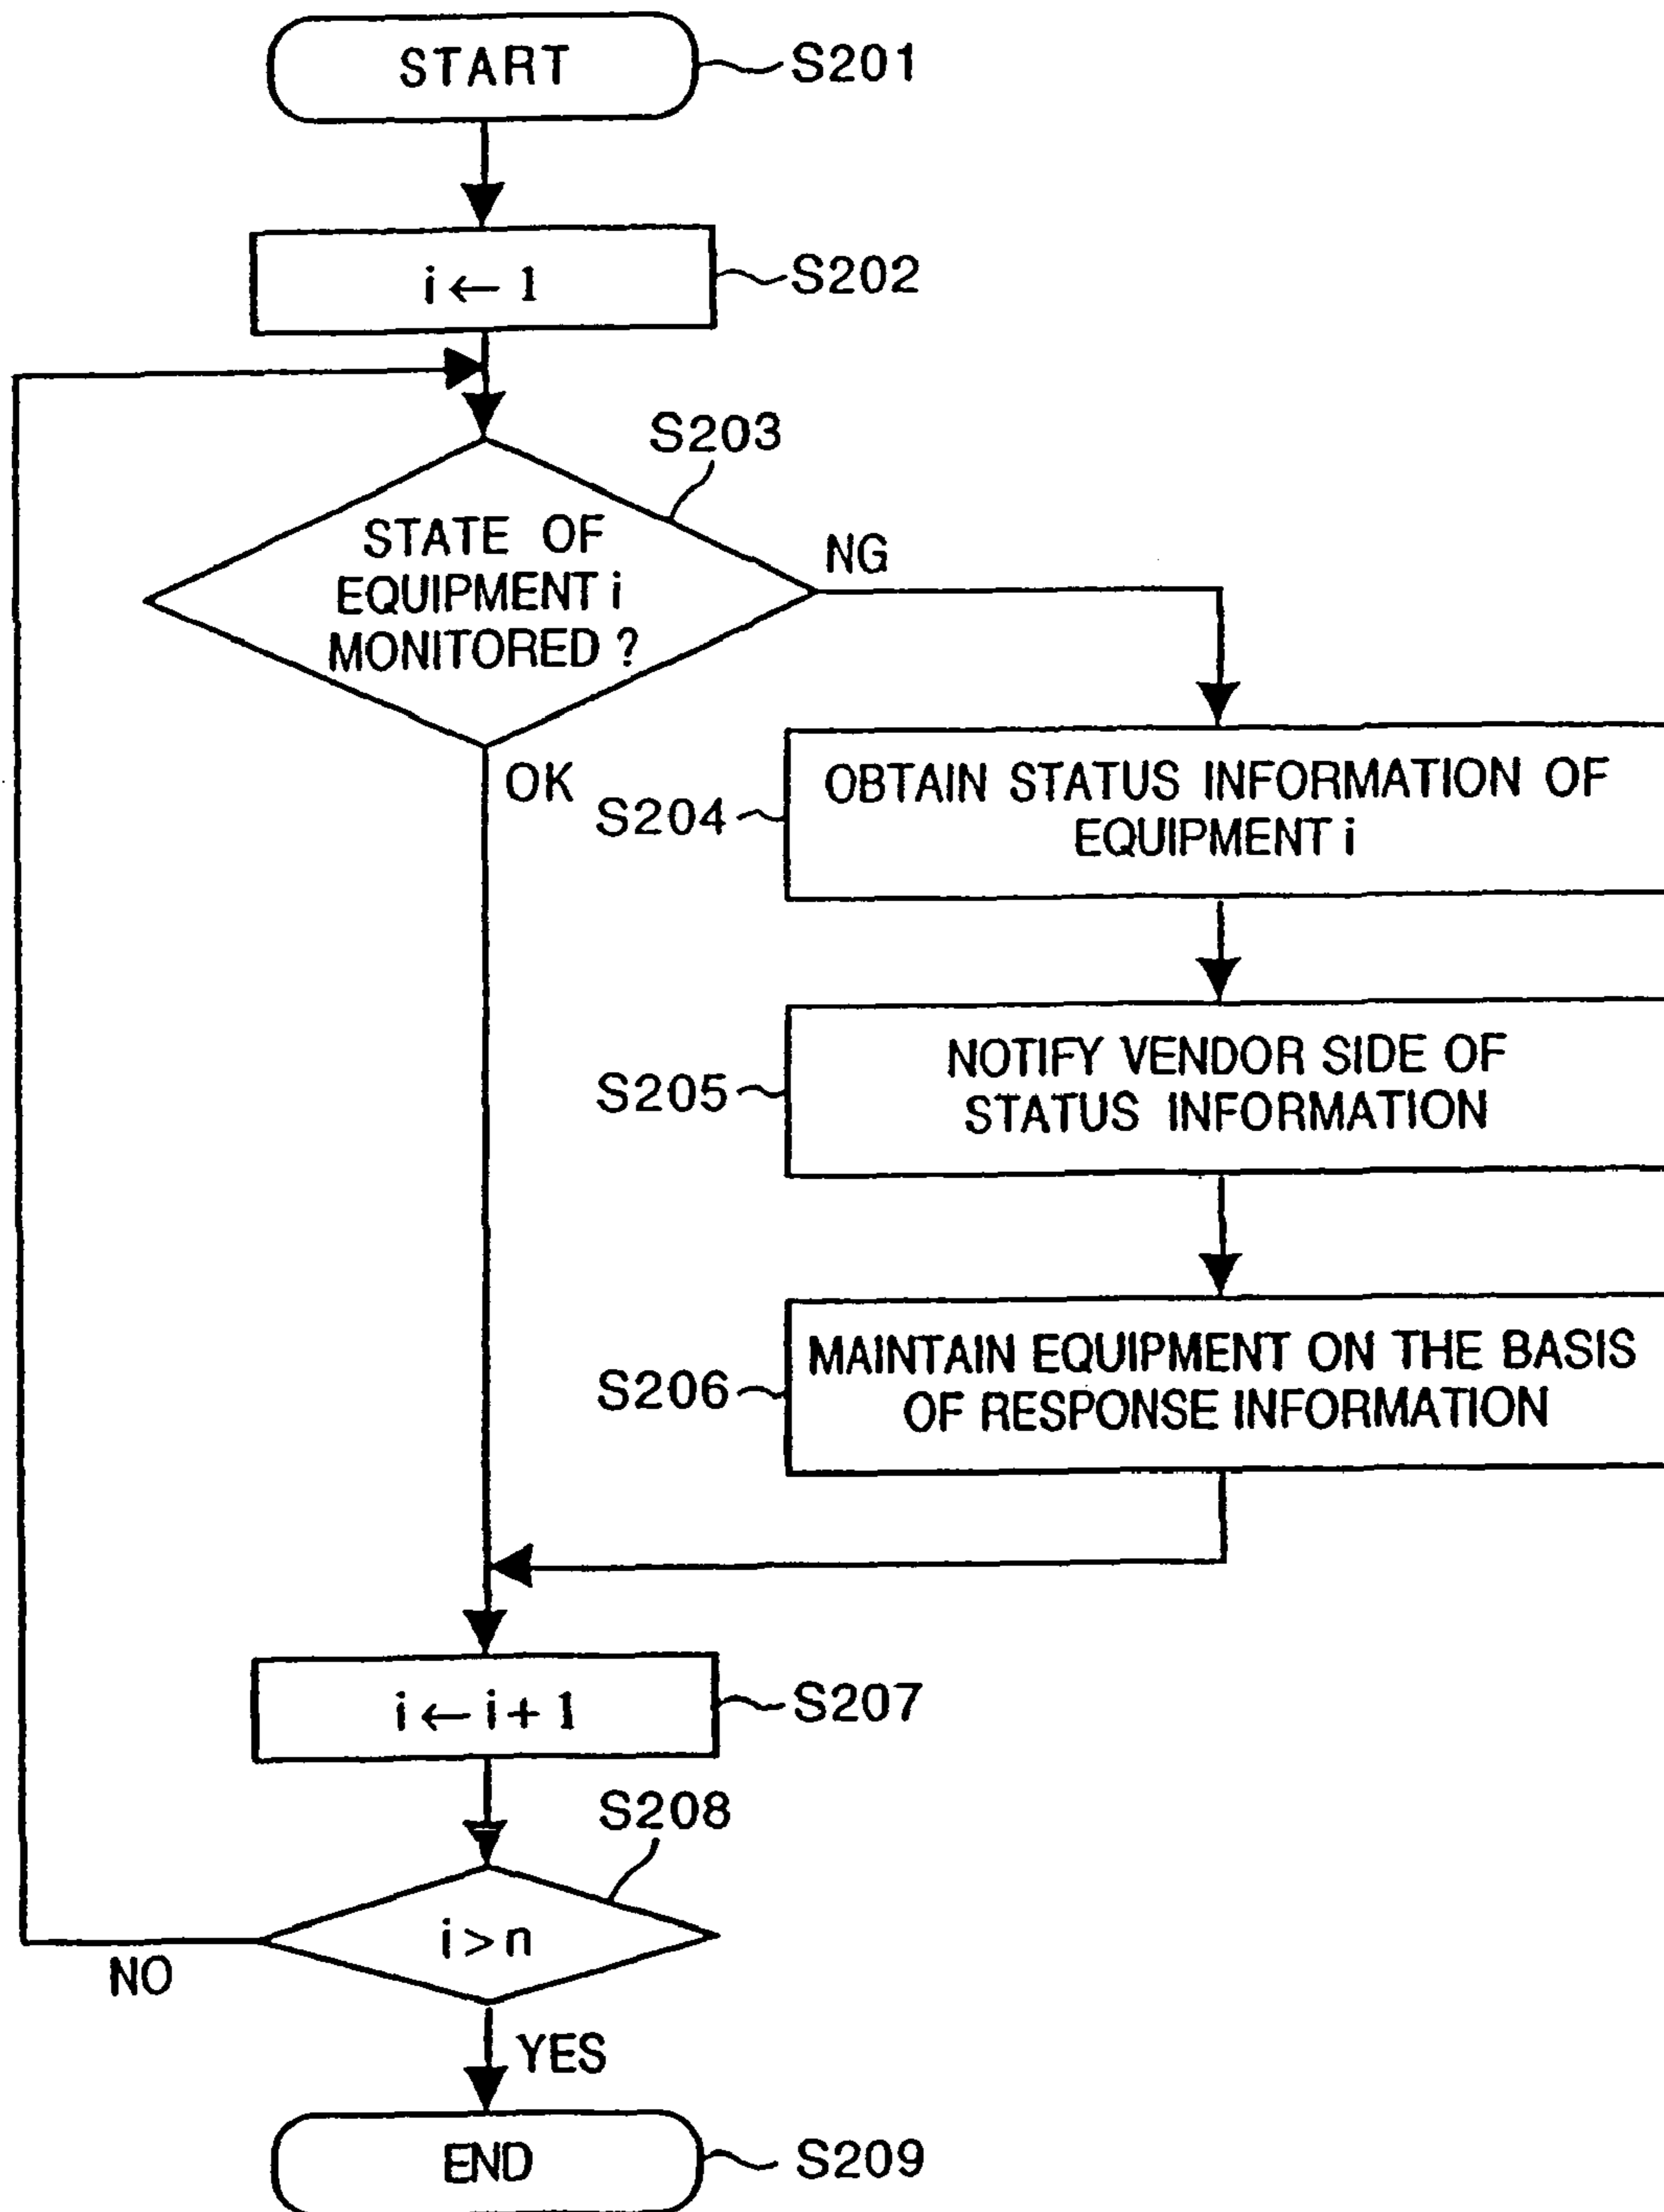 START
S201
i ← 1
S202
S203
STATE OF
EQUIPMENT i
MONITORED ?
NG
OK
S204
OBTAIN STATUS INFORMATION OF
EQUIPMENT i
S205
NOTIFY VENDOR SIDE OF
STATUS INFORMATION
S206
MAINTAIN EQUIPMENT ON THE BASIS
OF RESPONSE INFORMATION
i ← i + 1
S207
S208
i > n
NO
YES
END
S209